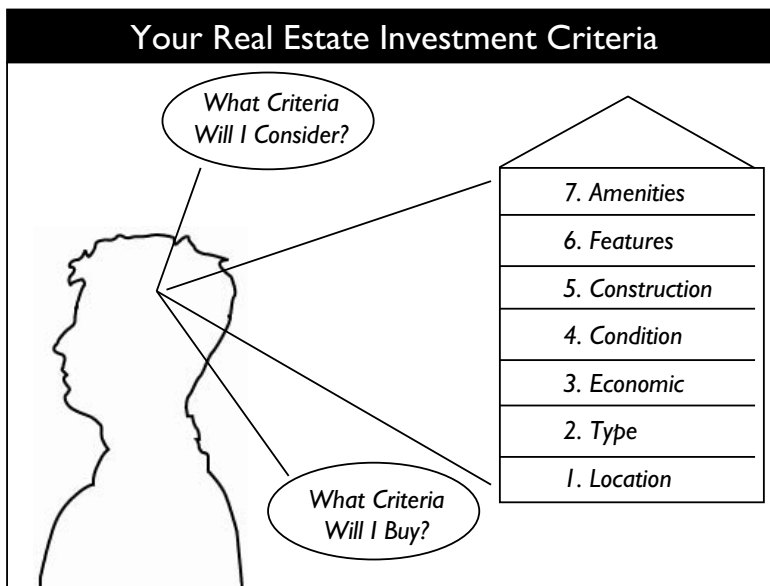 Your Real Estate Investment Criteria
What Criteria
Will I Consider?
7. Amenities
6. Features
5. Construction
4. Condition
3. Economic
2. Type
1. Location
What Criteria
Will I Buy?